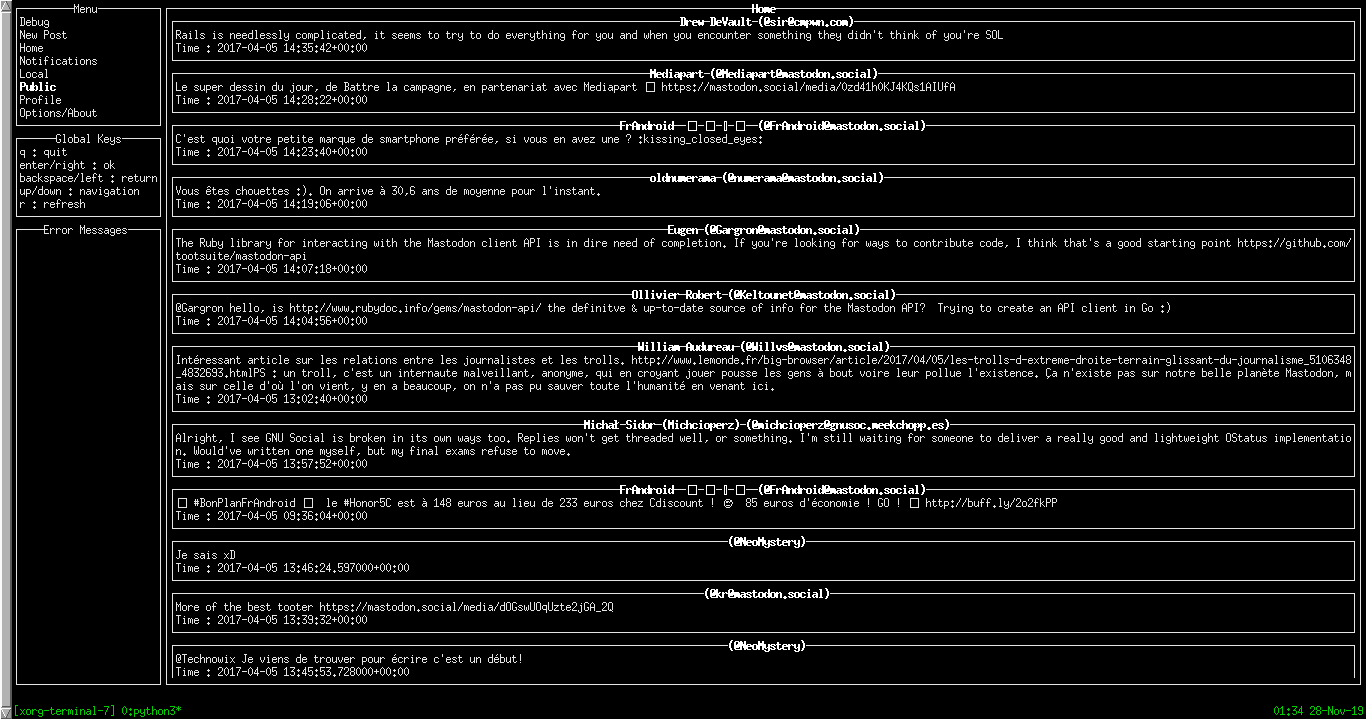 Menu
Debug
New Post
Home
Notifications
Local
Public
Profile
Options/About
Global Keys
q : quit
enter/right : ok
backspace/left : return
up/down : navigation
r : refresh
Error Messages
Home
Drew DeVault (@sir@cmpwn.com)
Rails is needlessly complicated, it seems to try to do everything for you and when you encounter something they didn't think of you're SOL
Time : 2017-04-05 14:35:42+00:00
Mediapart (@Mediapart@mastodon.social)
Le super dessin du jour, de Battre la campagne, en partenariat avec Mediapart □ https://mastodon.social/media/Ozd41h0KJ4KQs1AIUfA
Time : 2017-04-05 14:28:22+00:00
FrAndroid □ □ □ □ (@FrAndroid@mastodon.social)
C'est quoi votre petite marque de smartphone préférée, si vous en avez une ? :kissing_closed_eyes:
Time : 2017-04-05 14:23:40+00:00
oldnumerama (@numerama@mastodon.social)
Vous êtes chouettes :). On arrive à 30,6 ans de moyenne pour l'instant.
Time : 2017-04-05 14:19:06+00:00
Eugen (@Gargron@mastodon.social)
The Ruby library for interacting with the Mastodon client API is in dire need of completion. If you're looking for ways to contribute code, I think that's a good starting point https://github.com/
tootsuite/mastodon-api
Time : 2017-04-05 14:07:18+00:00
Ollivier Robert (@Keltounet@mastodon.social)
@Gargron hello, is http://www.rubydoc.info/gems/mastodon-api/ the definitve & up-to-date source of info for the Mastodon API?  Trying to create an API client in Go :)
Time : 2017-04-05 14:04:56+00:00
William Audureau (@Willvs@mastodon.social)
Intéressant article sur les relations entre les journalistes et les trolls. http://www.lemonde.fr/big-browser/article/2017/04/05/les-trolls-d-extreme-droite-terrain-glissant-du-journalisme_5106348
_4832693.htmlPS : un troll, c'est un internaute malveillant, anonyme, qui en croyant jouer pousse les gens à bout voire leur pollue l'existence. Ça n'existe pas sur notre belle planète Mastodon, m
ais sur celle d'où l'on vient, y en a beaucoup, on n'a pas pu sauver toute l'humanité en venant ici.
Time : 2017-04-05 13:02:40+00:00
Michał Sidor (Michcioperz) (@michcioperz@gnusoc.meekchopp.es)
Alright, I see GNU Social is broken in its own ways too. Replies won't get threaded well, or something. I'm still waiting for someone to deliver a really good and lightweight OStatus implementatio
n. Would've written one myself, but my final exams refuse to move.
Time : 2017-04-05 13:57:52+00:00
FrAndroid □ □ □ □ (@FrAndroid@mastodon.social)
□ #BonPlanFrAndroid □  le #Honor5C est à 148 euros au lieu de 233 euros chez Cdiscount ! 😍  85 euros d'économie ! GO ! □ http://buff.ly/2o2fkPP
Time : 2017-04-05 09:36:04+00:00
(@NeoMystery)
Je sais xD
Time : 2017-04-05 13:46:24.597000+00:00
(@kr@mastodon.social)
More of the best tooter https://mastodon.social/media/dOGswUOqUzte2jGA_2Q
Time : 2017-04-05 13:39:32+00:00
(@NeoMystery)
@Technowix Je viens de trouver pour écrire c'est un début!
Time : 2017-04-05 13:45:53.728000+00:00
[xorg-terminal-7] 0:python3*
01:34 28-Nov-19